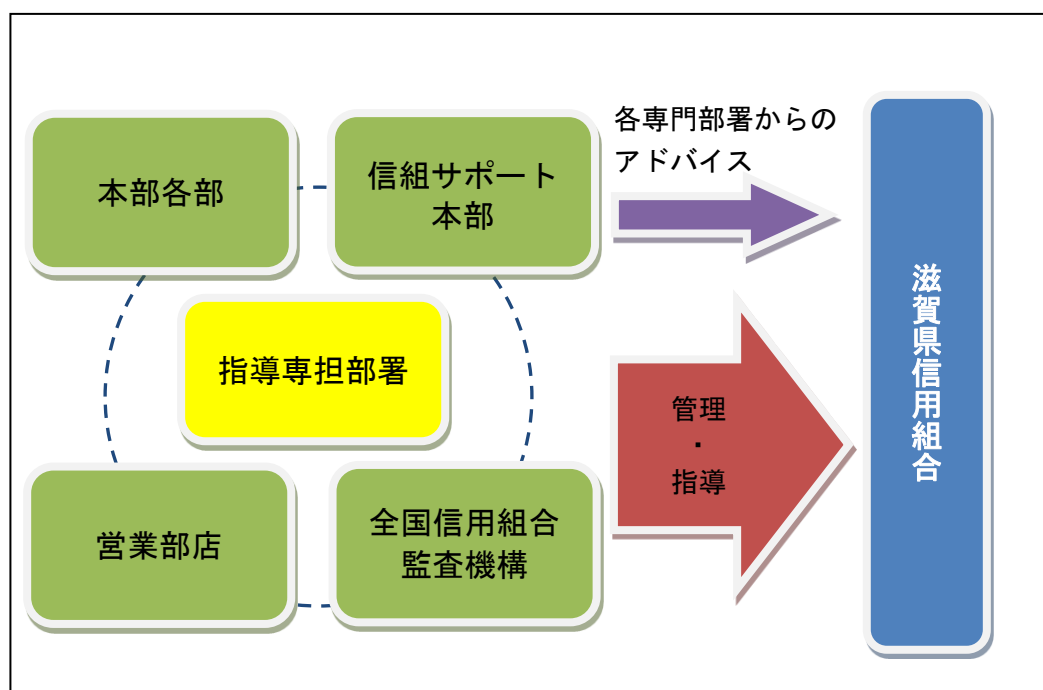 本部各部
信組サポート
本部
各専門部署からの
アドバイス
指導専担部署
営業部店
全国信用組合
監査機構
管理
・
指導
滋賀県信用組合